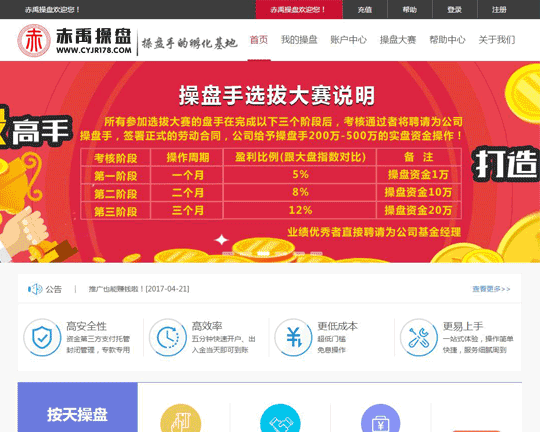 赤禹操盘欢迎您！
赤禹操盘欢迎您！ 充值 帮助 登录 注册
赤 赤禹操盘 WWW.CYJR178.COM 操盘手的孵化基地
首页 我的操盘 账户中心 操盘大赛 帮助中心 关于我们
操盘手选拔大赛说明
所有参加选拔大赛的盘手在完成以下三个阶段后，考核通过者将聘请为公司
操盘手，签署正式的劳动合同，公司给予操盘手200万-500万的实盘资金操作！
高手
打造
考核阶段 操作周期 盈利比例(跟大盘指数对比) 备 注
第一阶段 一个月 5% 操盘资金1万
第二阶段 二个月 8% 操盘资金10万
第三阶段 三个月 12% 操盘资金20万
业绩优秀者直接聘请为公司基金经理
公告 推广也能赚钱啦！[2017-04-21] 查看更多>>
高安全性
资金第三方支付托管
封闭管理，专款专用
高效率
五分钟快速开户，出
入金当天即可到账
更低成本
超低门槛
免息操作
更易上手
一站式体验，操作简单
快捷，服务细腻周到
按天操盘